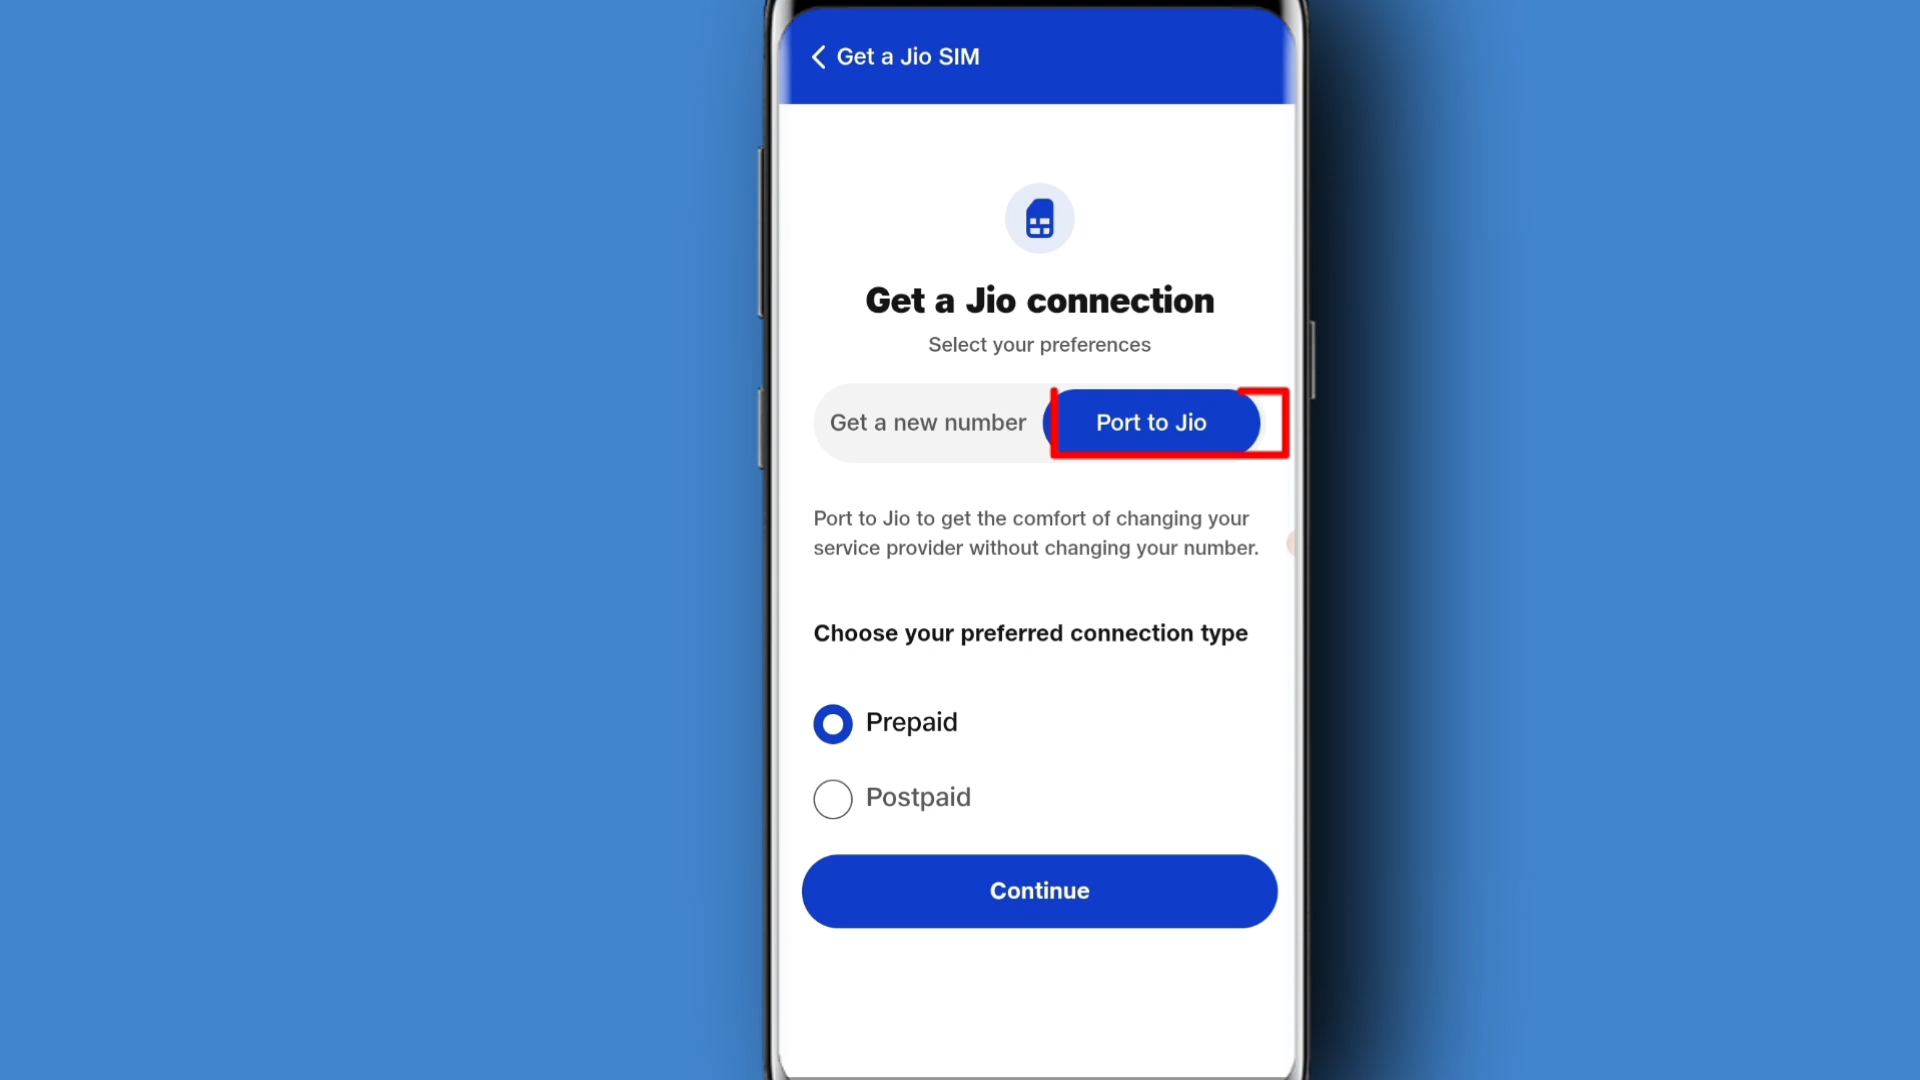 Get a Jio SIM
Get a Jio connection
Select your preferences
Get a new number
Port to Jio
Port to Jio to get the comfort of changing your
service provider without changing your number.
Choose your preferred connection type
Prepaid
Postpaid
Continue